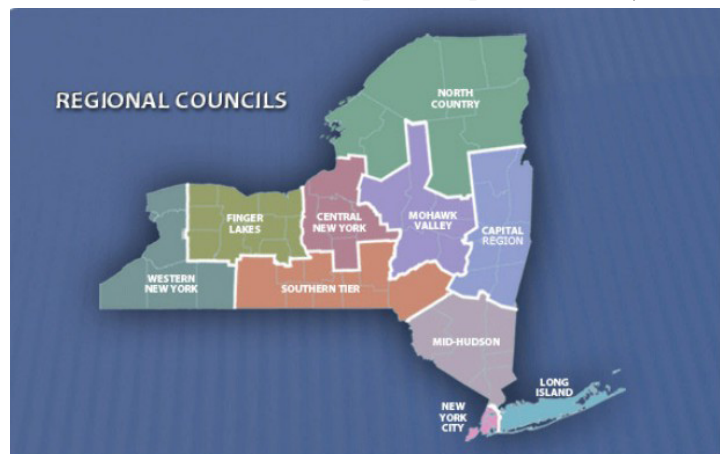 REGIONAL COUNCILS
NORTH
COUNTRY
FINGER
LAKES
CENTRAL
NEW YORK
MOHAWK
VALLEY
CAPITAL
REGION
WESTERN
NEW YORK
SOUTHERN TIER
MID-HUDSON
LONG
ISLAND
NEW
YORK
CITY